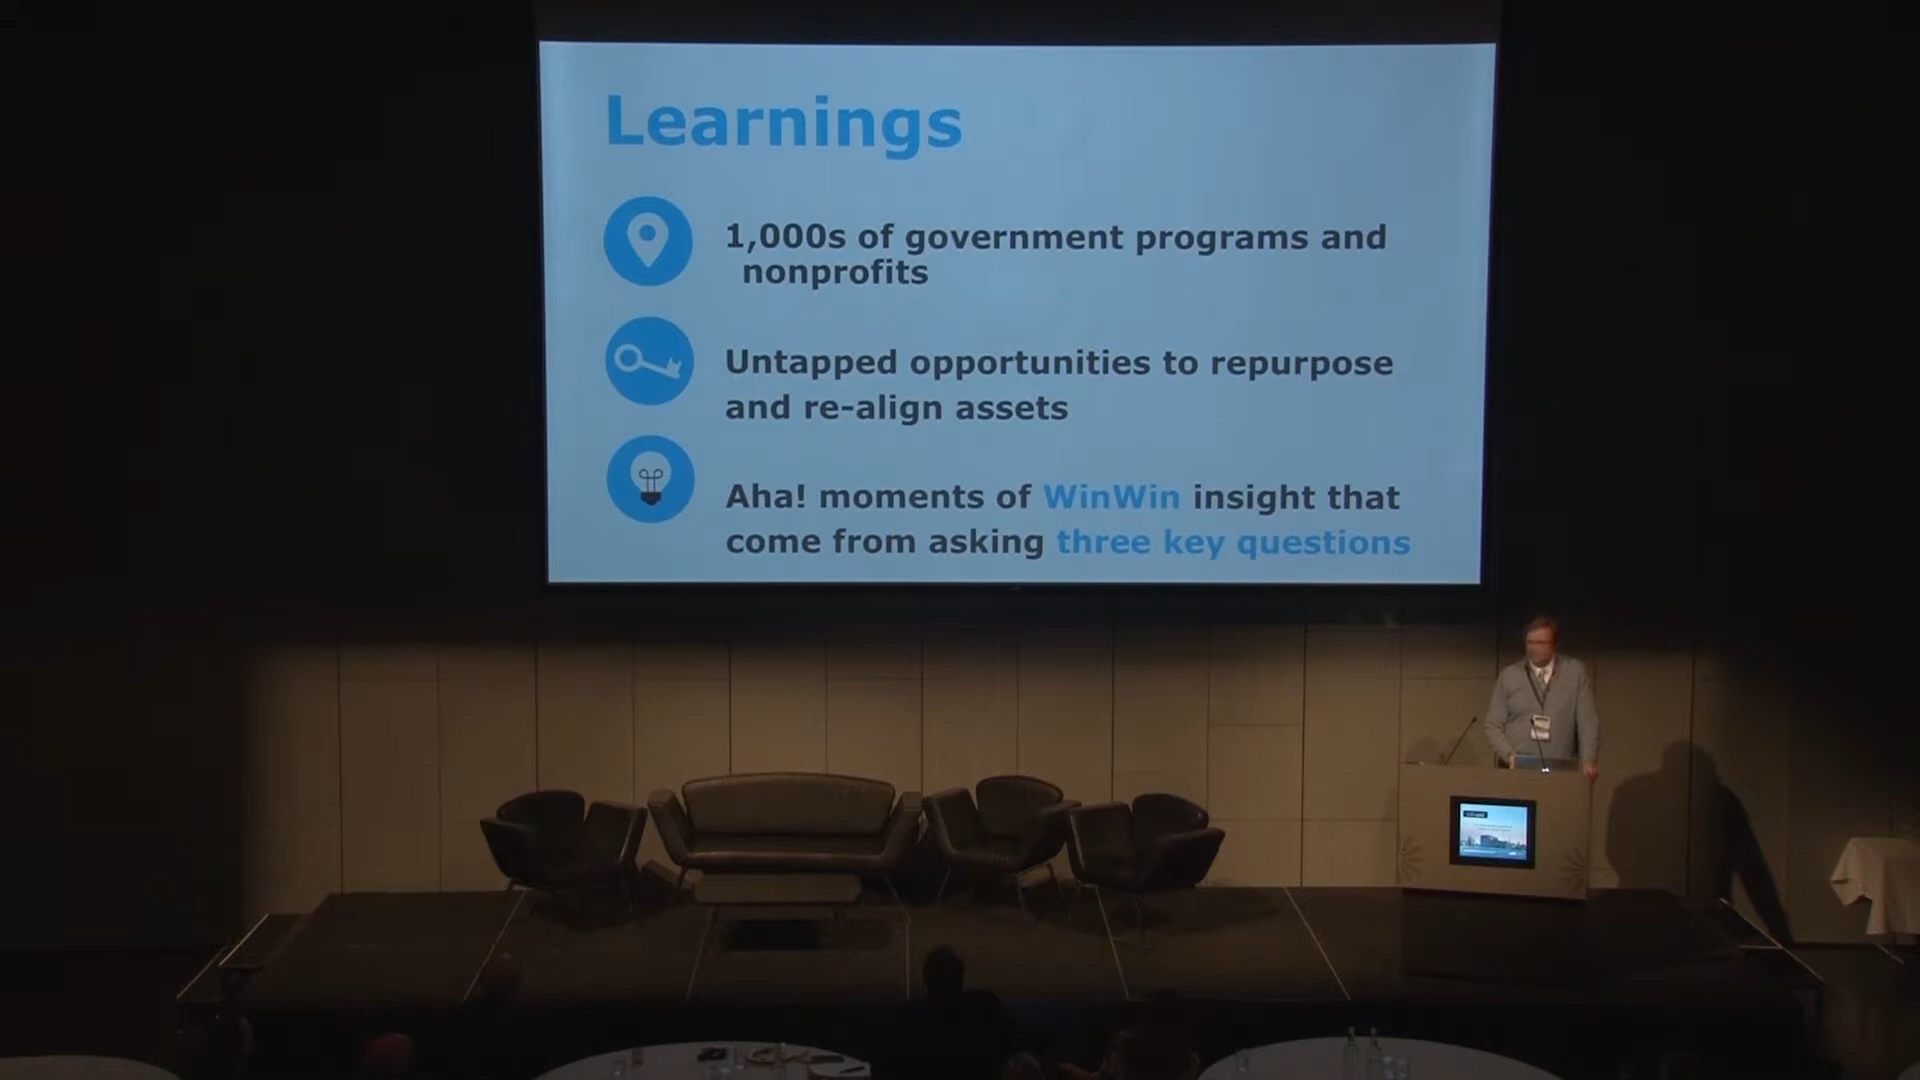 Learnings
1,000s of government programs and
nonprofits
Untapped opportunities to repurpose
and re-align assets
Aha! moments of WinWin insight that
come from asking three key questions